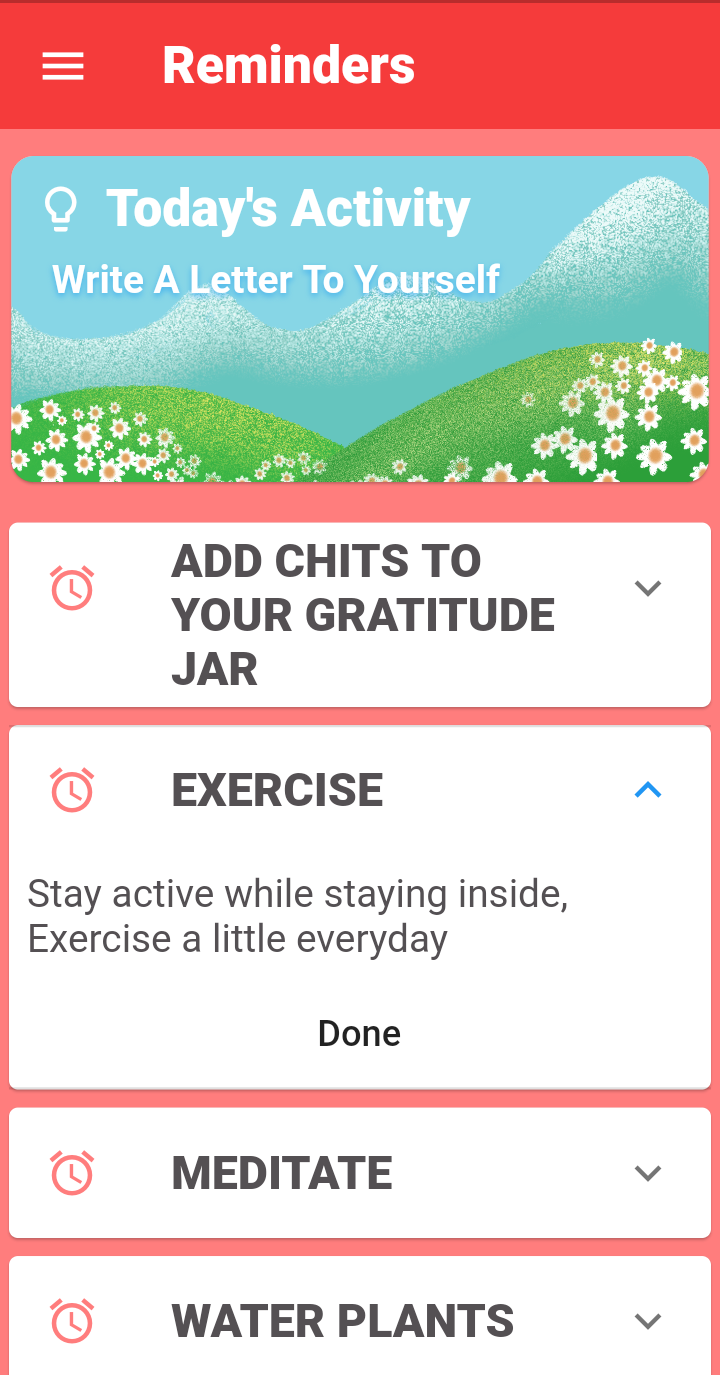 Reminders
Today's Activity
Write A Letter To Yourself
ADD CHITS TO
YOUR GRATITUDE
JAR
EXERCISE
Stay active while staying inside,
Exercise a little everyday
Done
MEDITATE
WATER PLANTS